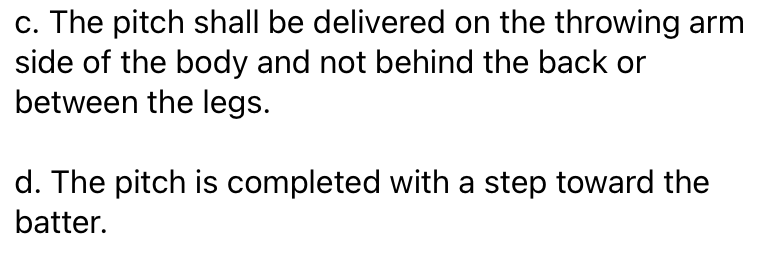 c. The pitch shall be delivered on the throwing arm
side of the body and not behind the back or
between the legs.
d. The pitch is completed with a step toward the
batter.